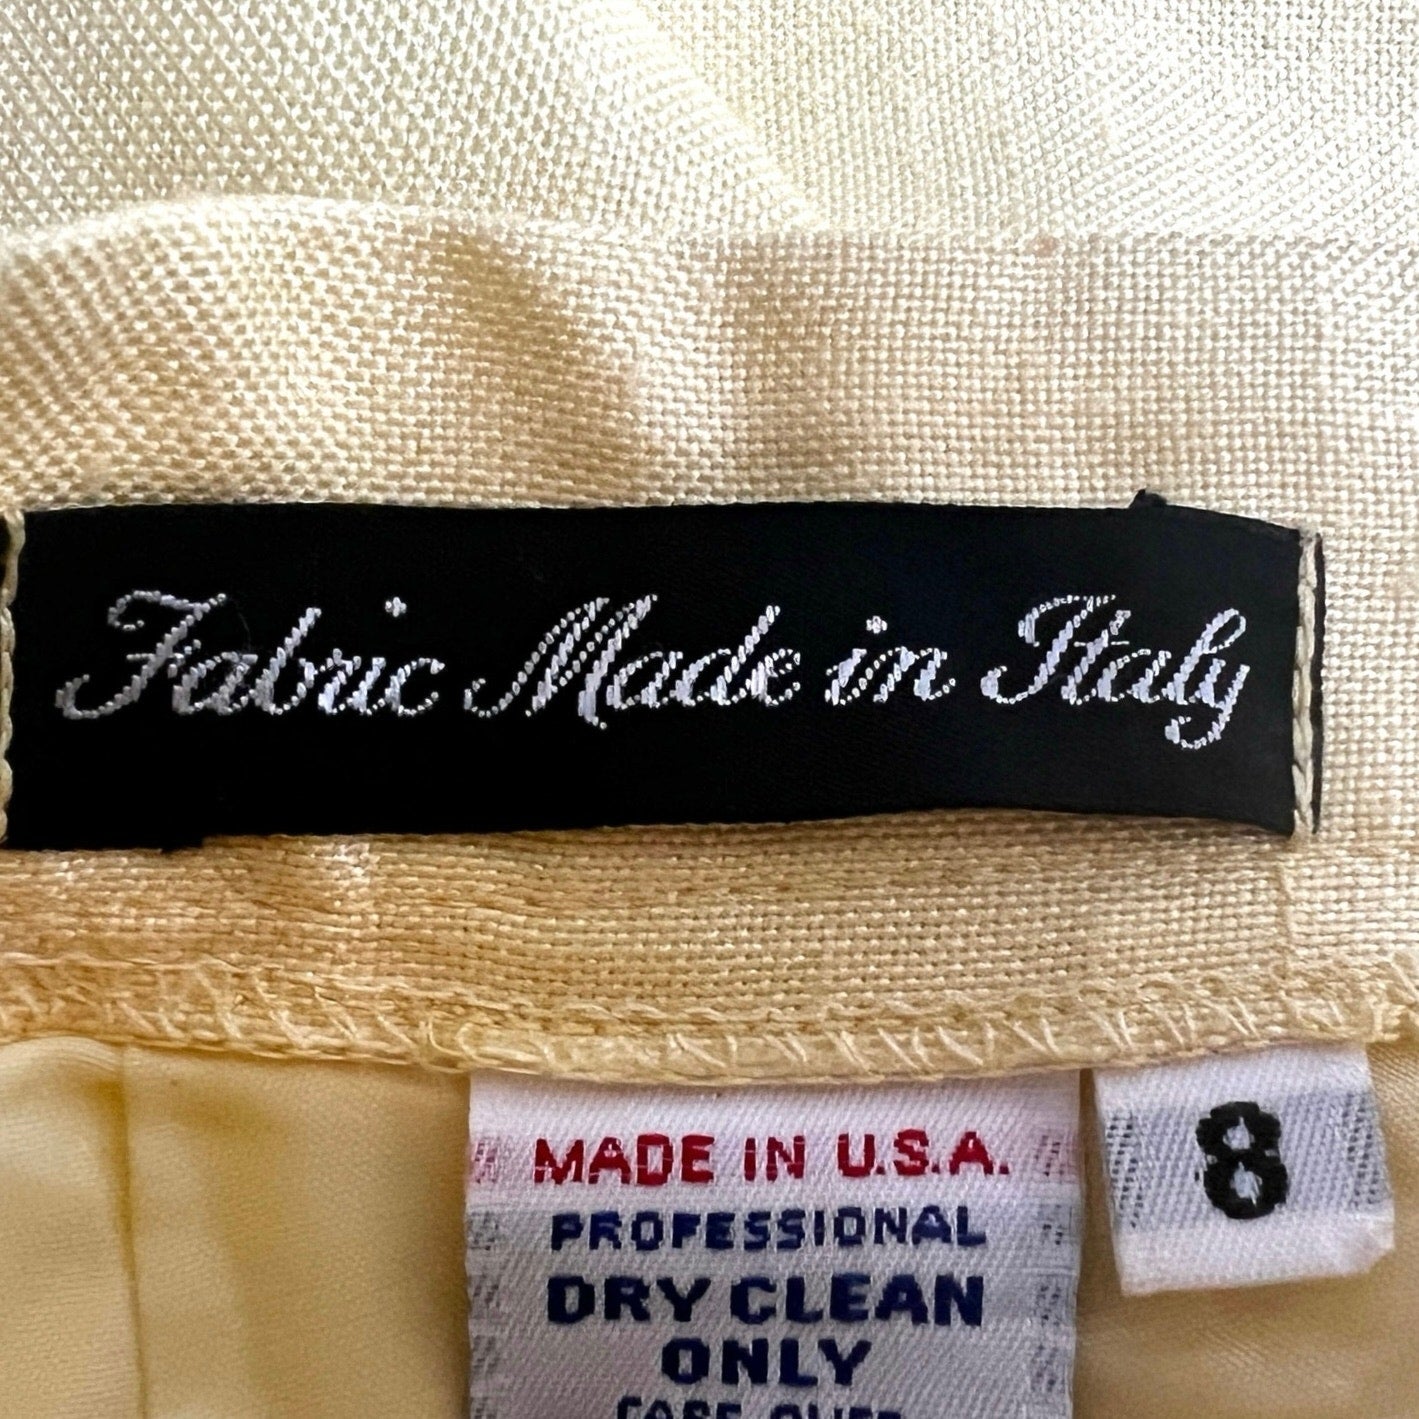 Fabric Made in Italy
MADE IN U.S.A.
8
PROFESSIONAL
DRY CLEAN
ONLY